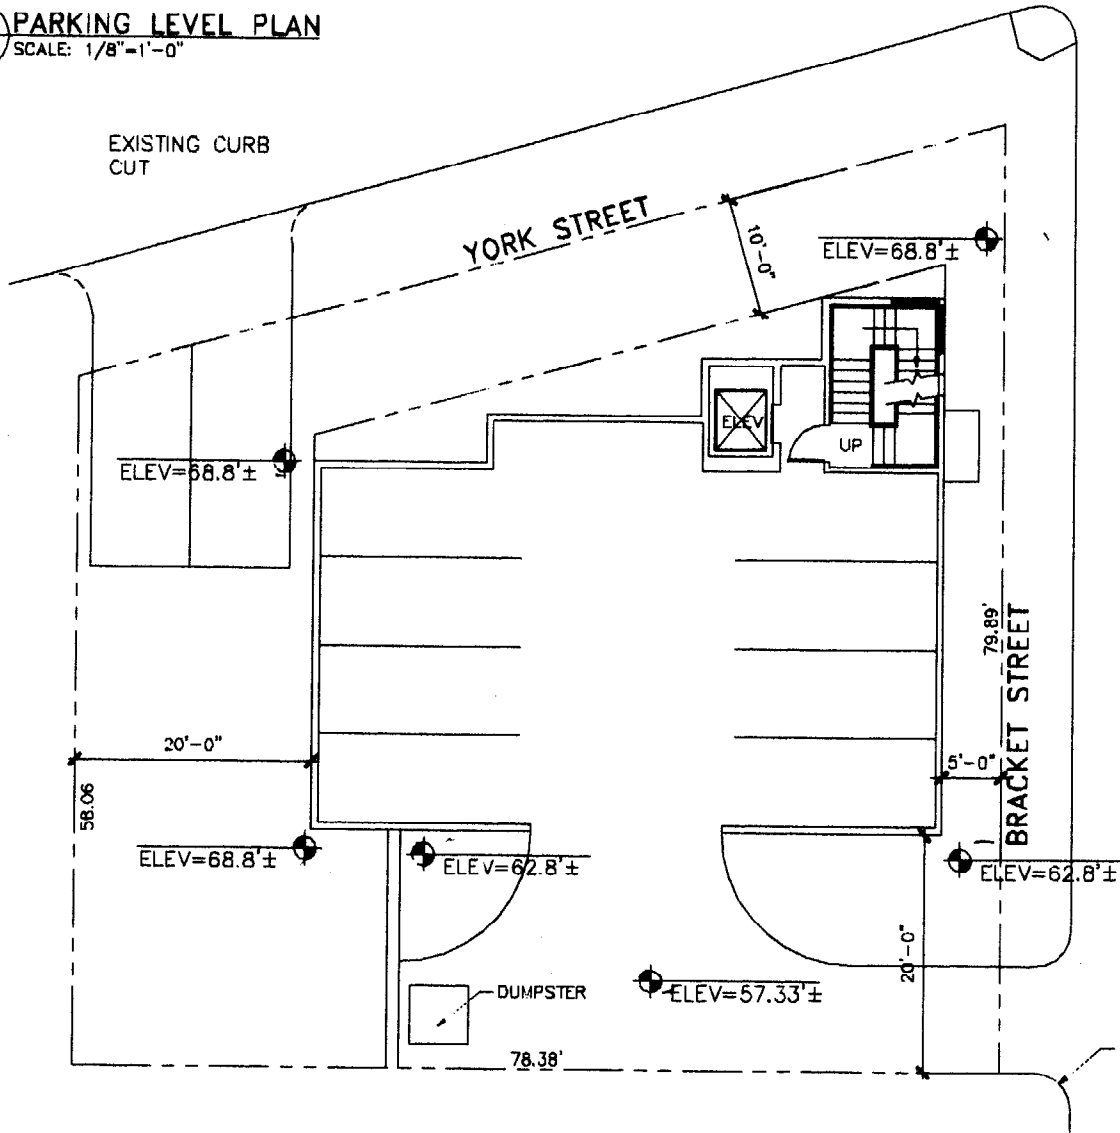 PARKING LEVEL PLAN
SCALE: 1/8"=1'-0"
EXISTING CURB
CUT
YORK STREET
10'-0"
ELEV=68.8'±
ELEV
UP
ELEV=68.8'±
79.89'
BRACKET STREET
20'-0"
5'-0"
58.06
ELEV=68.8'±
ELEV=62.8'±
ELEV=62.8'±
20'-0"
DUMPSTER
ELEV=57.33'±
78.38'